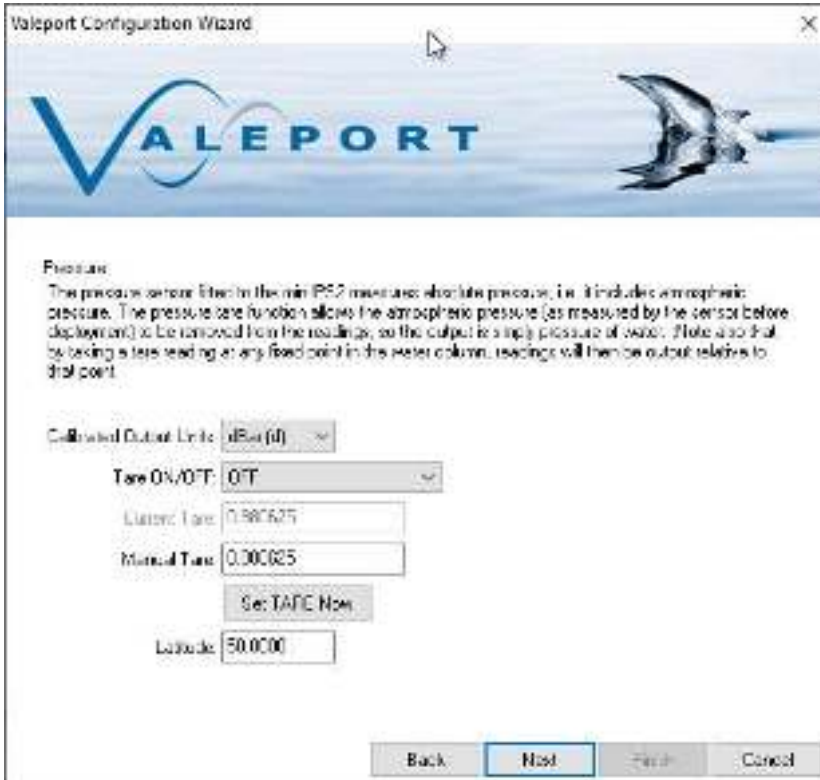 Valeport Configuration Wizard
VALEPORT
Pressure
The pressure sensor fitted to the miniIPS2 measures absolute pressure, i.e. it includes atmospheric
pressure. The pressure tare function allows the atmospheric pressure (as measured by the sensor before
deployment) to be removed from the readings, so the output is simply pressure of water. (Note also that
by taking a tare reading at any fixed point in the water column, readings will then be output relative to
that point
Calibrated Output Units: dBar(d)
Tare ON/OFF: OFF
Current Tare:
Manual Tare:
Set TARE Now
Latitude: 50.0000
Back Next Finish Cancel